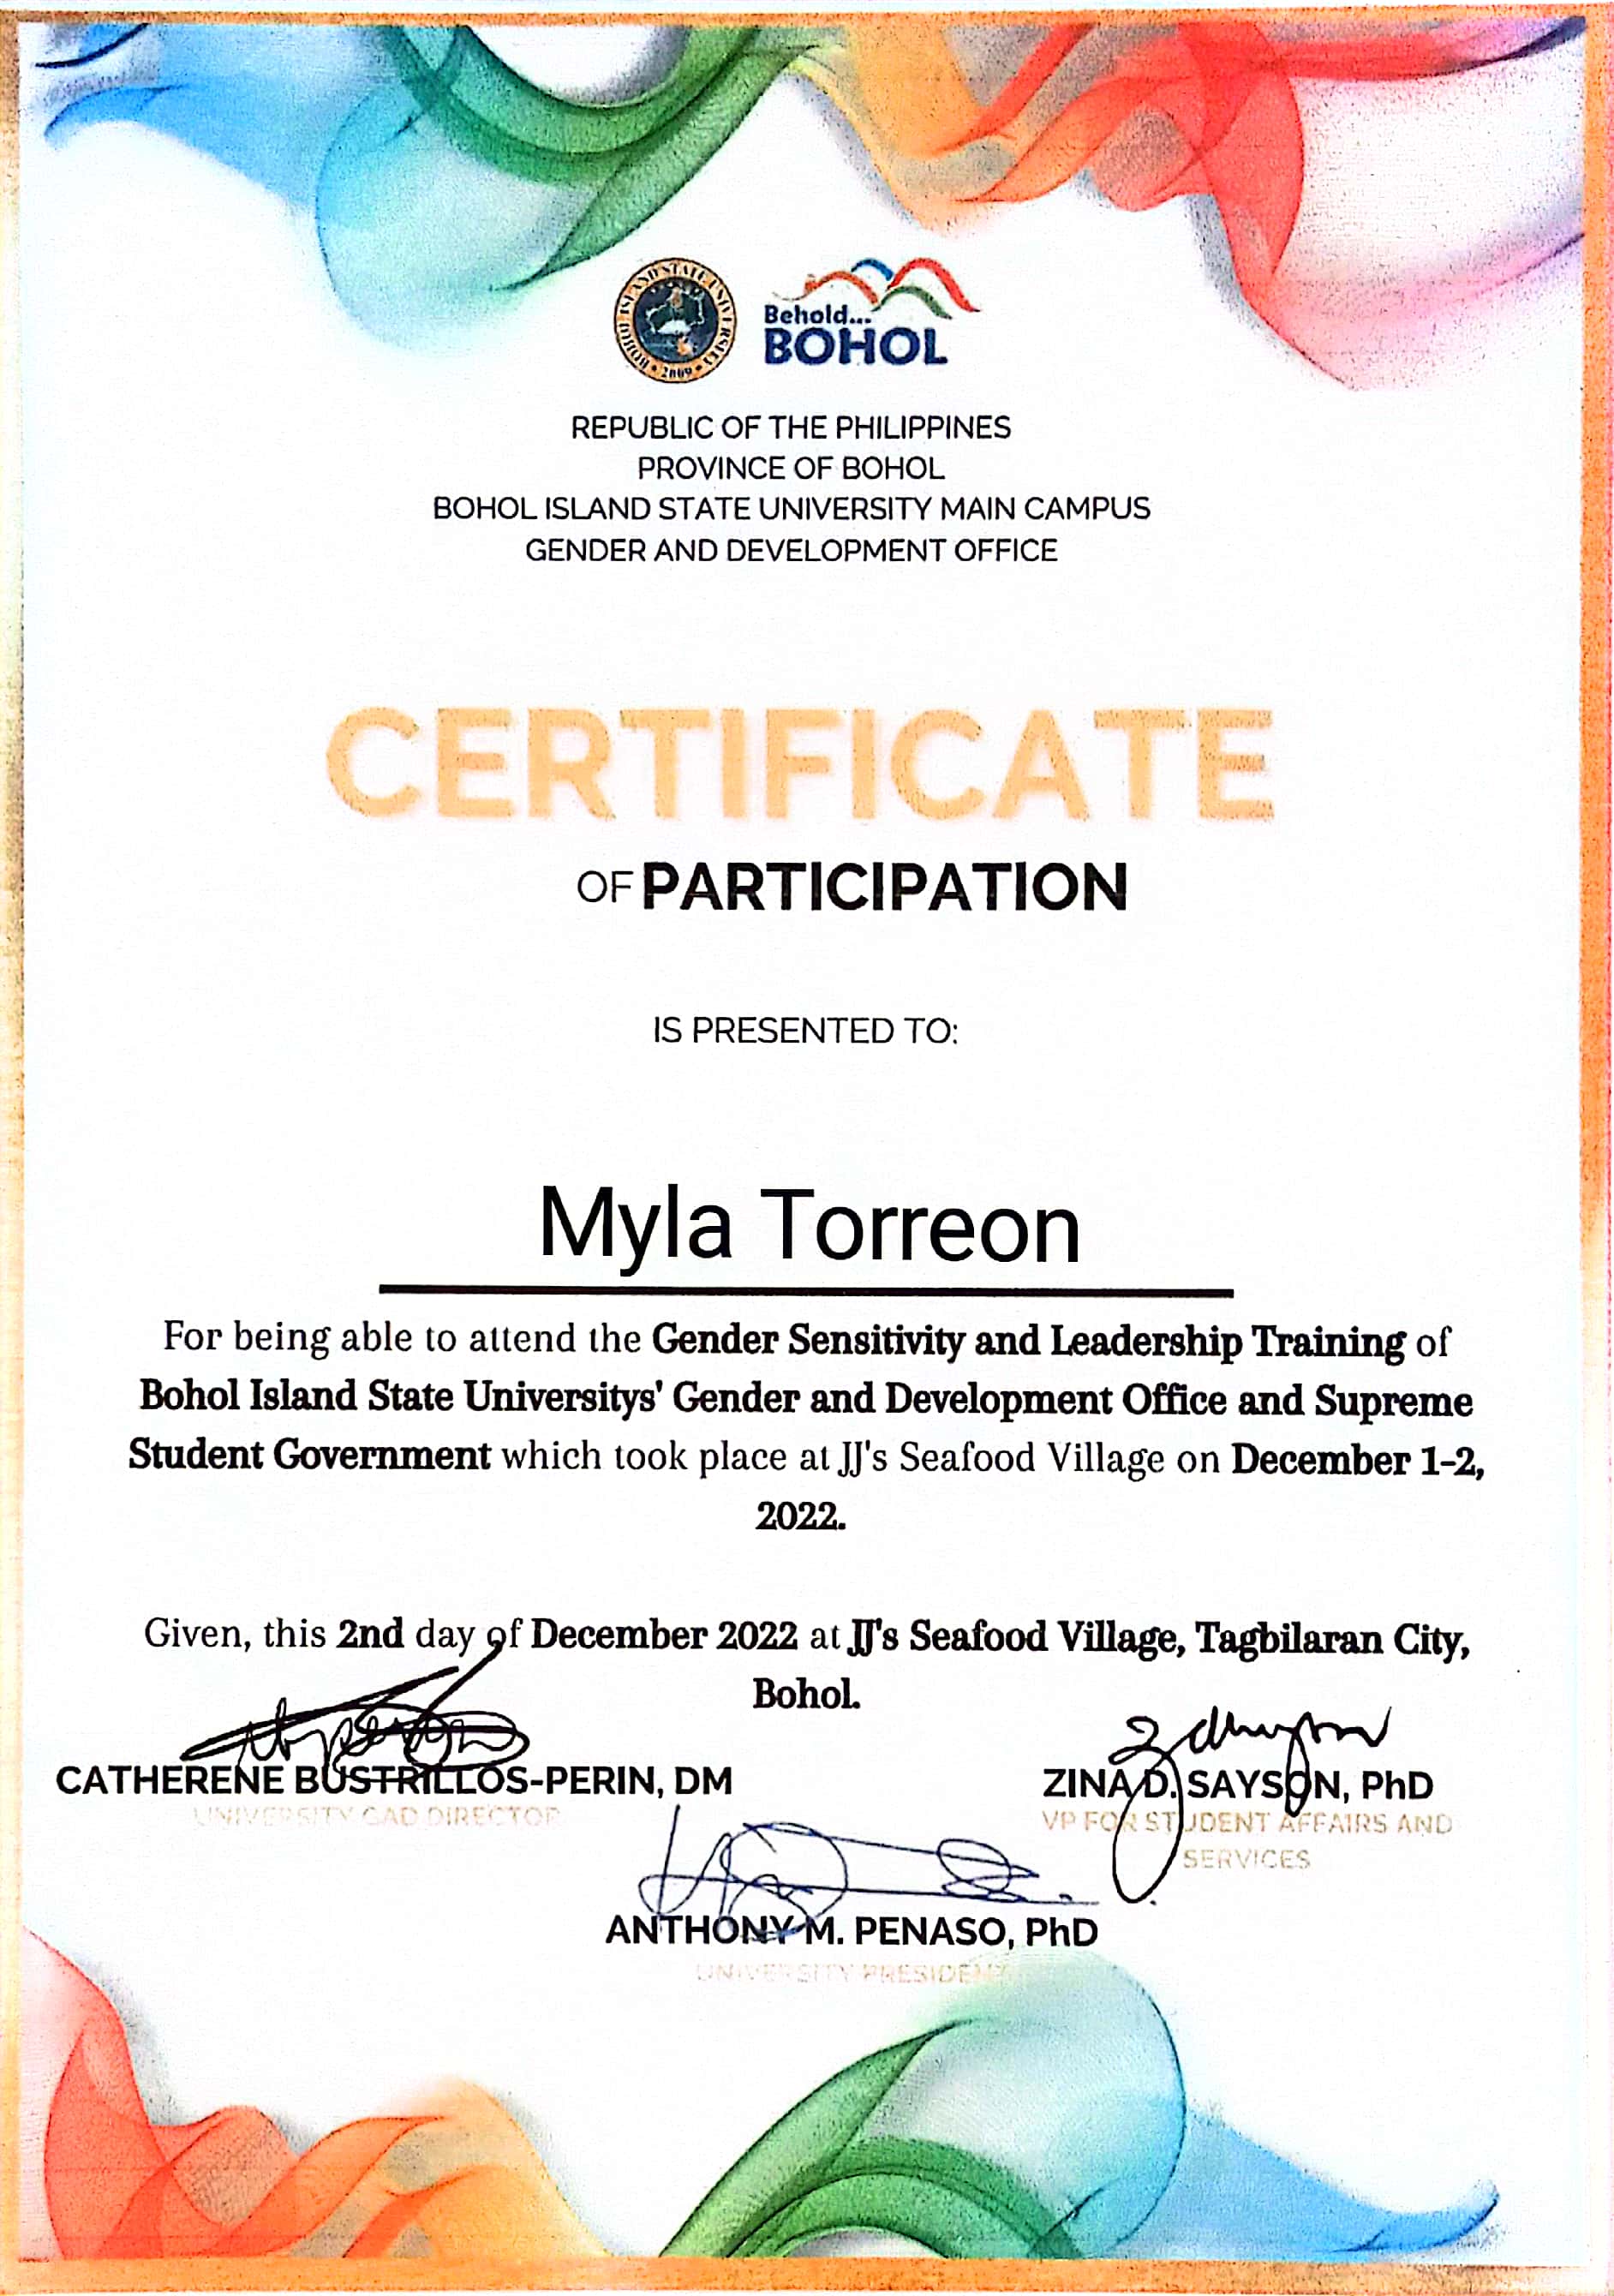 BOHOL ISLAND STATE UNIVERSITY
2009
Behold...
BOHOL
REPUBLIC OF THE PHILIPPINES
PROVINCE OF BOHOL
BOHOL ISLAND STATE UNIVERSITY MAIN CAMPUS
GENDER AND DEVELOPMENT OFFICE
CERTIFICATE
OF PARTICIPATION
IS PRESENTED TO:
Myla Torreon
For being able to attend the Gender Sensitivity and Leadership Training of
Bohol Island State Universitys' Gender and Development Office and Supreme
Student Government which took place at JJ's Seafood Village on December 1-2,
2022.
Given, this 2nd day of December 2022 at JJ's Seafood Village, Tagbilaran City,
Bohol.
CATHERENE BUSTRILLOS-PERIN, DM
UNIVERSITY GAD DIRECTOR
ZINA D. SAYSON, PhD
VP FOR STUDENT AFFAIRS AND
SERVICES
ANTHONY M. PENASO, PhD
UNIVERSITY PRESIDENT